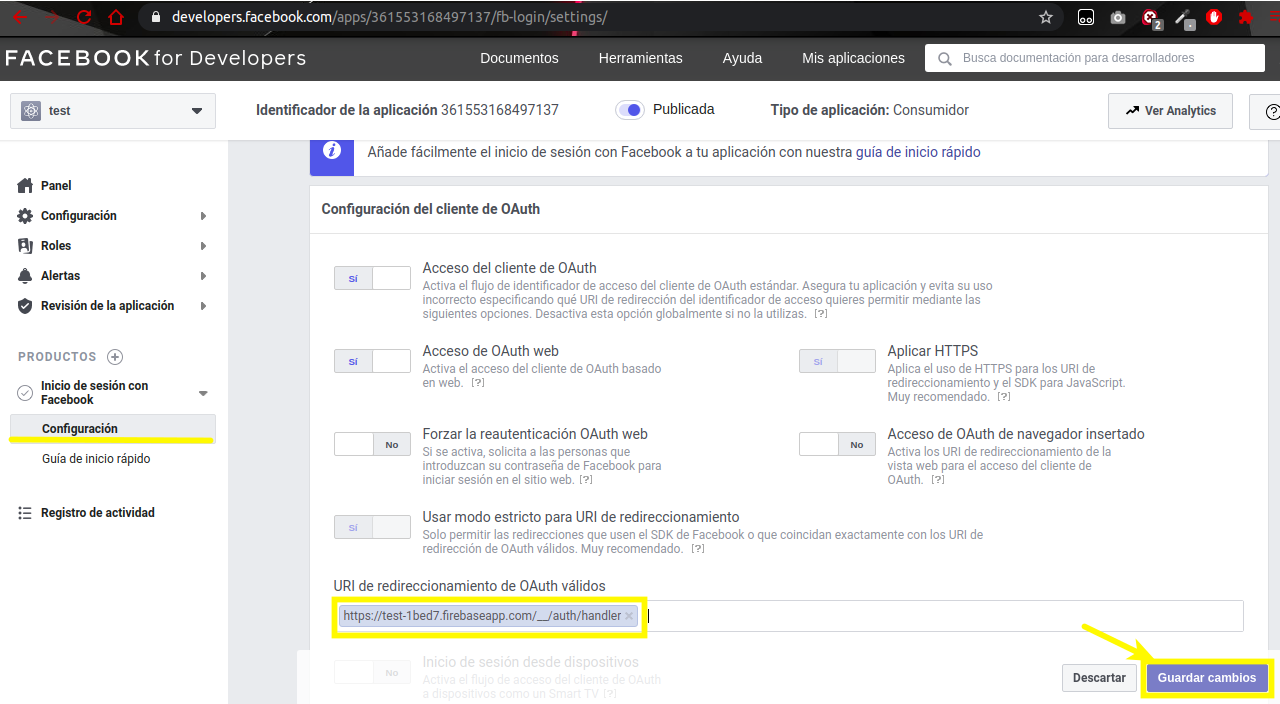 developers.facebook.com/apps/361553168497137/fb-login/settings/
2
FACEBOOK for Developers
Documentos
Herramientas
Ayuda
Mis aplicaciones
Busca documentación para desarrolladores
test
Identificador de la aplicación 361553168497137
Publicada
Tipo de aplicación: Consumidor
Ver Analytics
Añade fácilmente el inicio de sesión con Facebook a tu aplicación con nuestra guía de inicio rápido
Panel
Configuración
Roles
Alertas
Revisión de la aplicación
PRODUCTOS
Inicio de sesión con
Facebook
Configuración
Guía de inicio rápido
Registro de actividad
Configuración del cliente de OAuth
Sí
Acceso del cliente de OAuth
Activa el flujo de identificador de acceso del cliente de OAuth estándar. Asegura tu aplicación y evita su uso
incorrecto especificando qué URI de redirección del identificador de acceso quieres permitir mediante las
siguientes opciones. Desactiva esta opción globalmente si no la utilizas. [?]
Sí
Acceso de OAuth web
Activa el acceso del cliente de OAuth basado
en web. [?]
Sí
Aplicar HTTPS
Aplica el uso de HTTPS para los URI de
redireccionamiento y el SDK para JavaScript.
Muy recomendado. [?]
No
Forzar la reautenticación OAuth web
Si se activa, solicita a las personas que
introduzcan su contraseña de Facebook para
iniciar sesión en el sitio web. [?]
No
Acceso de OAuth de navegador insertado
Activa los URI de redireccionamiento de la
vista web para el acceso del cliente de
OAuth. [?]
Sí
Usar modo estricto para URI de redireccionamiento
Solo permitir las redirecciones que usen el SDK de Facebook o que coincidan exactamente con los URI de
redirección de OAuth válidos. Muy recomendado. [?]
URI de redireccionamiento de OAuth válidos
https://test-1bed7.firebaseapp.com/__/auth/handler
No
Inicio de sesión desde dispositivos
Activa el flujo de acceso del cliente de OAuth
a dispositivos como un Smart TV [?]
Descartar
Guardar cambios